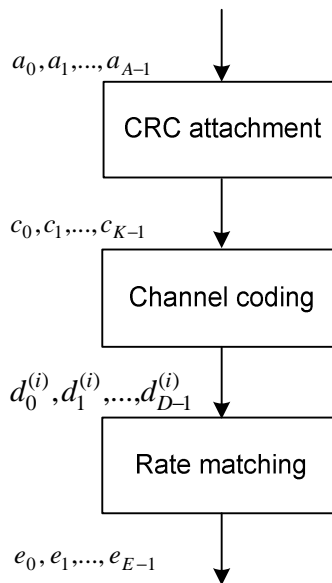 a_0, a_1, ..., a_{A-1}
CRC attachment
c_0, c_1, ..., c_{K-1}
Channel coding
d_0^{(i)}, d_1^{(i)}, ..., d_{D-1}^{(i)}
Rate matching
e_0, e_1, ..., e_{E-1}